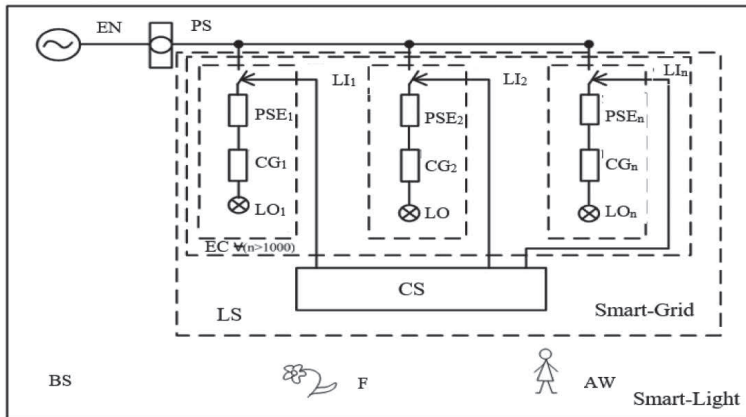 EN
PS
LI1
LI2
LIn
PSE1
PSE2
PSEn
CG1
CG2
CGn
LO1
LO
LOn
EC ∀(n>1000)
CS
LS
Smart-Grid
BS
F
AW
Smart-Light